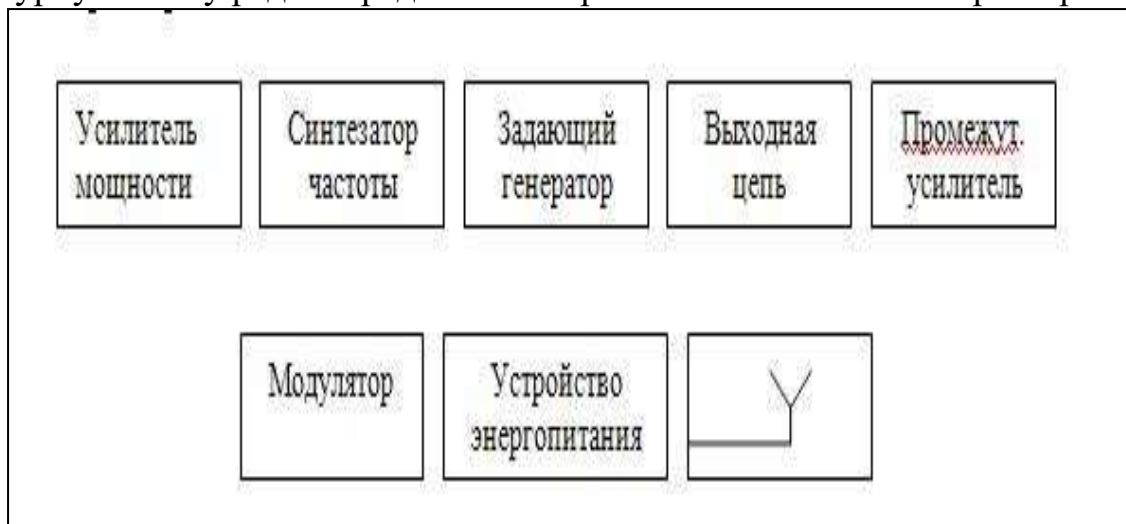 Усилитель
мощности
Синтезатор
частоты
Задающий
генератор
Выходная
цепь
Промежут.
усилитель
Модулятор
Устройство
энергопитания